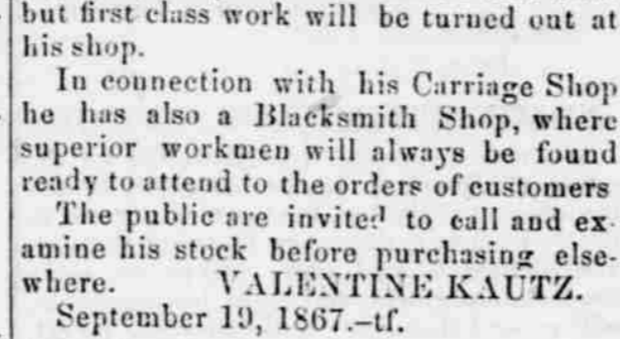 but first class work will be turned out at
his shop.
In connection with his Carriage Shop
he has also a Blacksmith Shop, where
superior workmen will always be found
ready to attend to the orders of customers
The public are invited to call and ex-
amine his stock before purchasing else-
where. VALENTINE KAUTZ.
September 19, 1867.-tf.